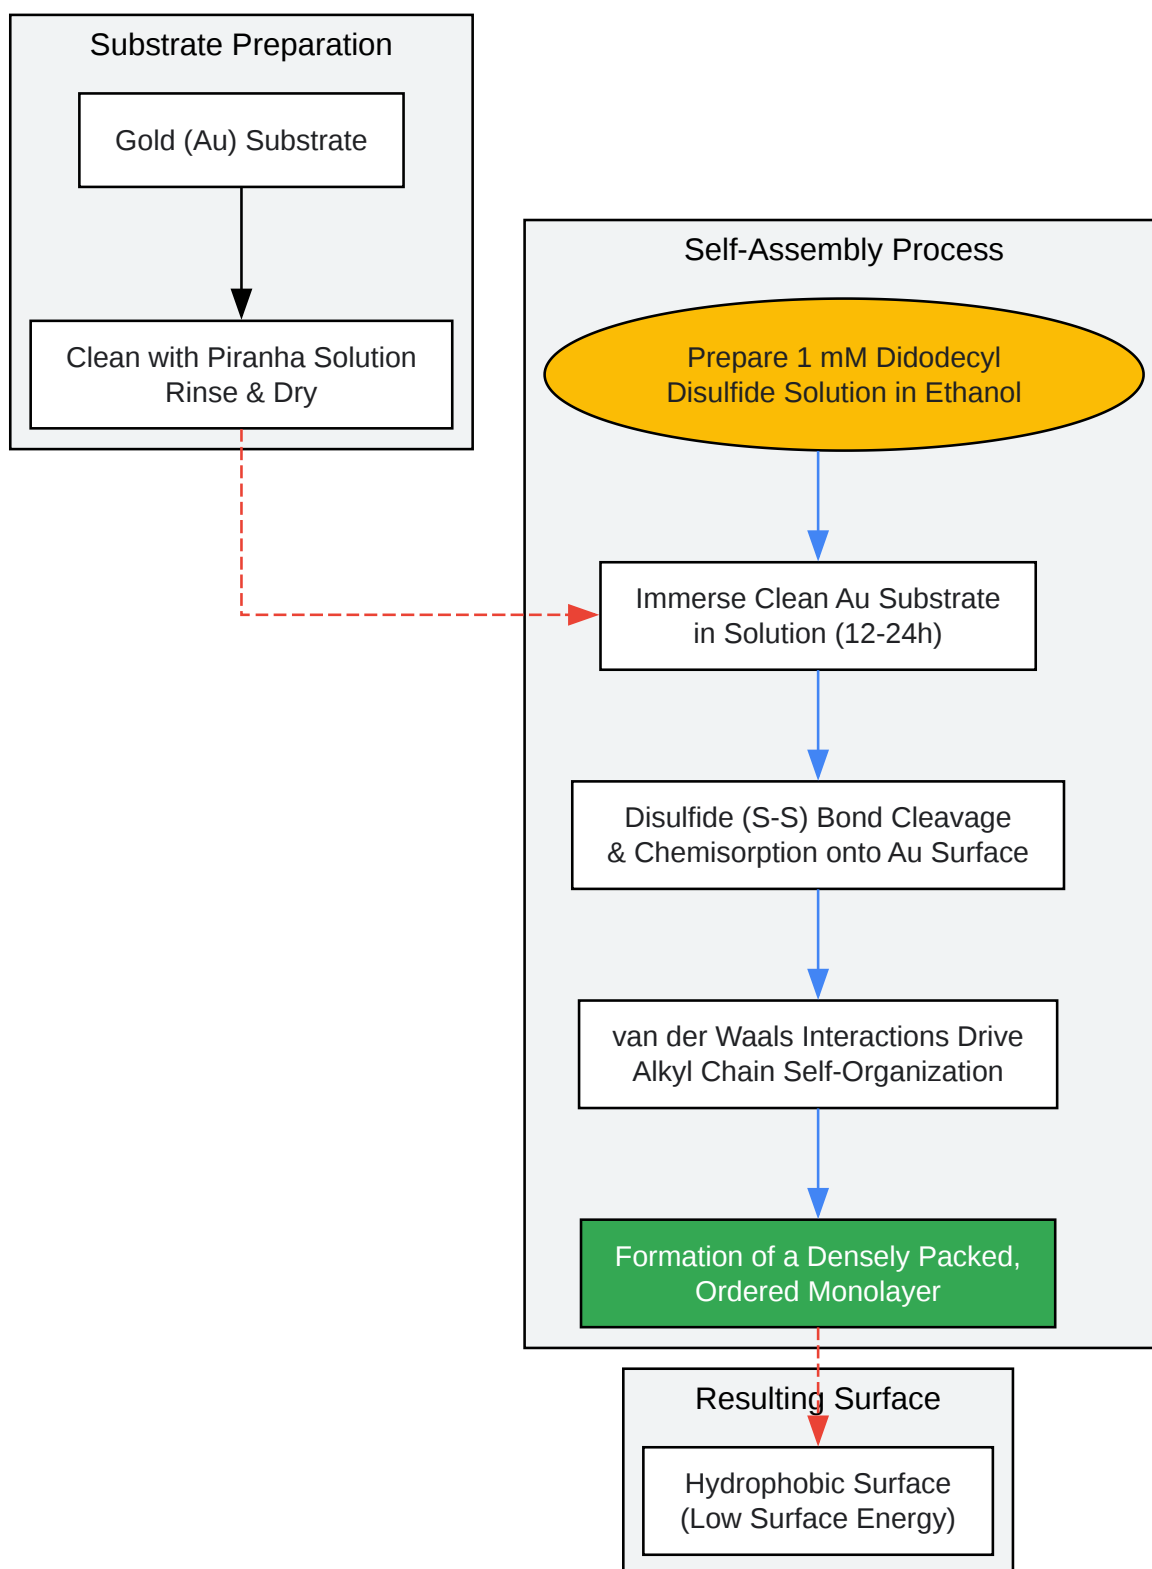 Substrate Preparation
Gold (Au) Substrate
Clean with Piranha Solution
Rinse & Dry
Self-Assembly Process
Prepare 1 mM Didodecyl
Disulfide Solution in Ethanol
Immerse Clean Au Substrate
in Solution (12-24h)
Disulfide (S-S) Bond Cleavage
& Chemisorption onto Au Surface
van der Waals Interactions Drive
Alkyl Chain Self-Organization
Formation of a Densely Packed,
Ordered Monolayer
Resulting Surface
Hydrophobic Surface
(Low Surface Energy)